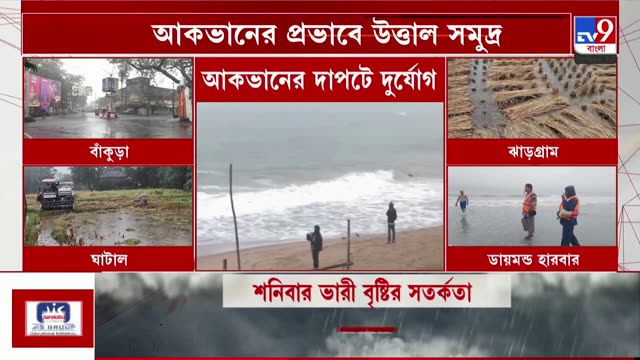 আকভানের প্রভাবে উত্তাল সমুদ্র
TV9
বাংলা
আকভানের দাপটে দুর্যোগ
বাঁকুড়া
ঝাড়গ্রাম
ঘাটাল
ডায়মন্ড হারবার
শনিবার ভারী বৃষ্টির সতর্কতা